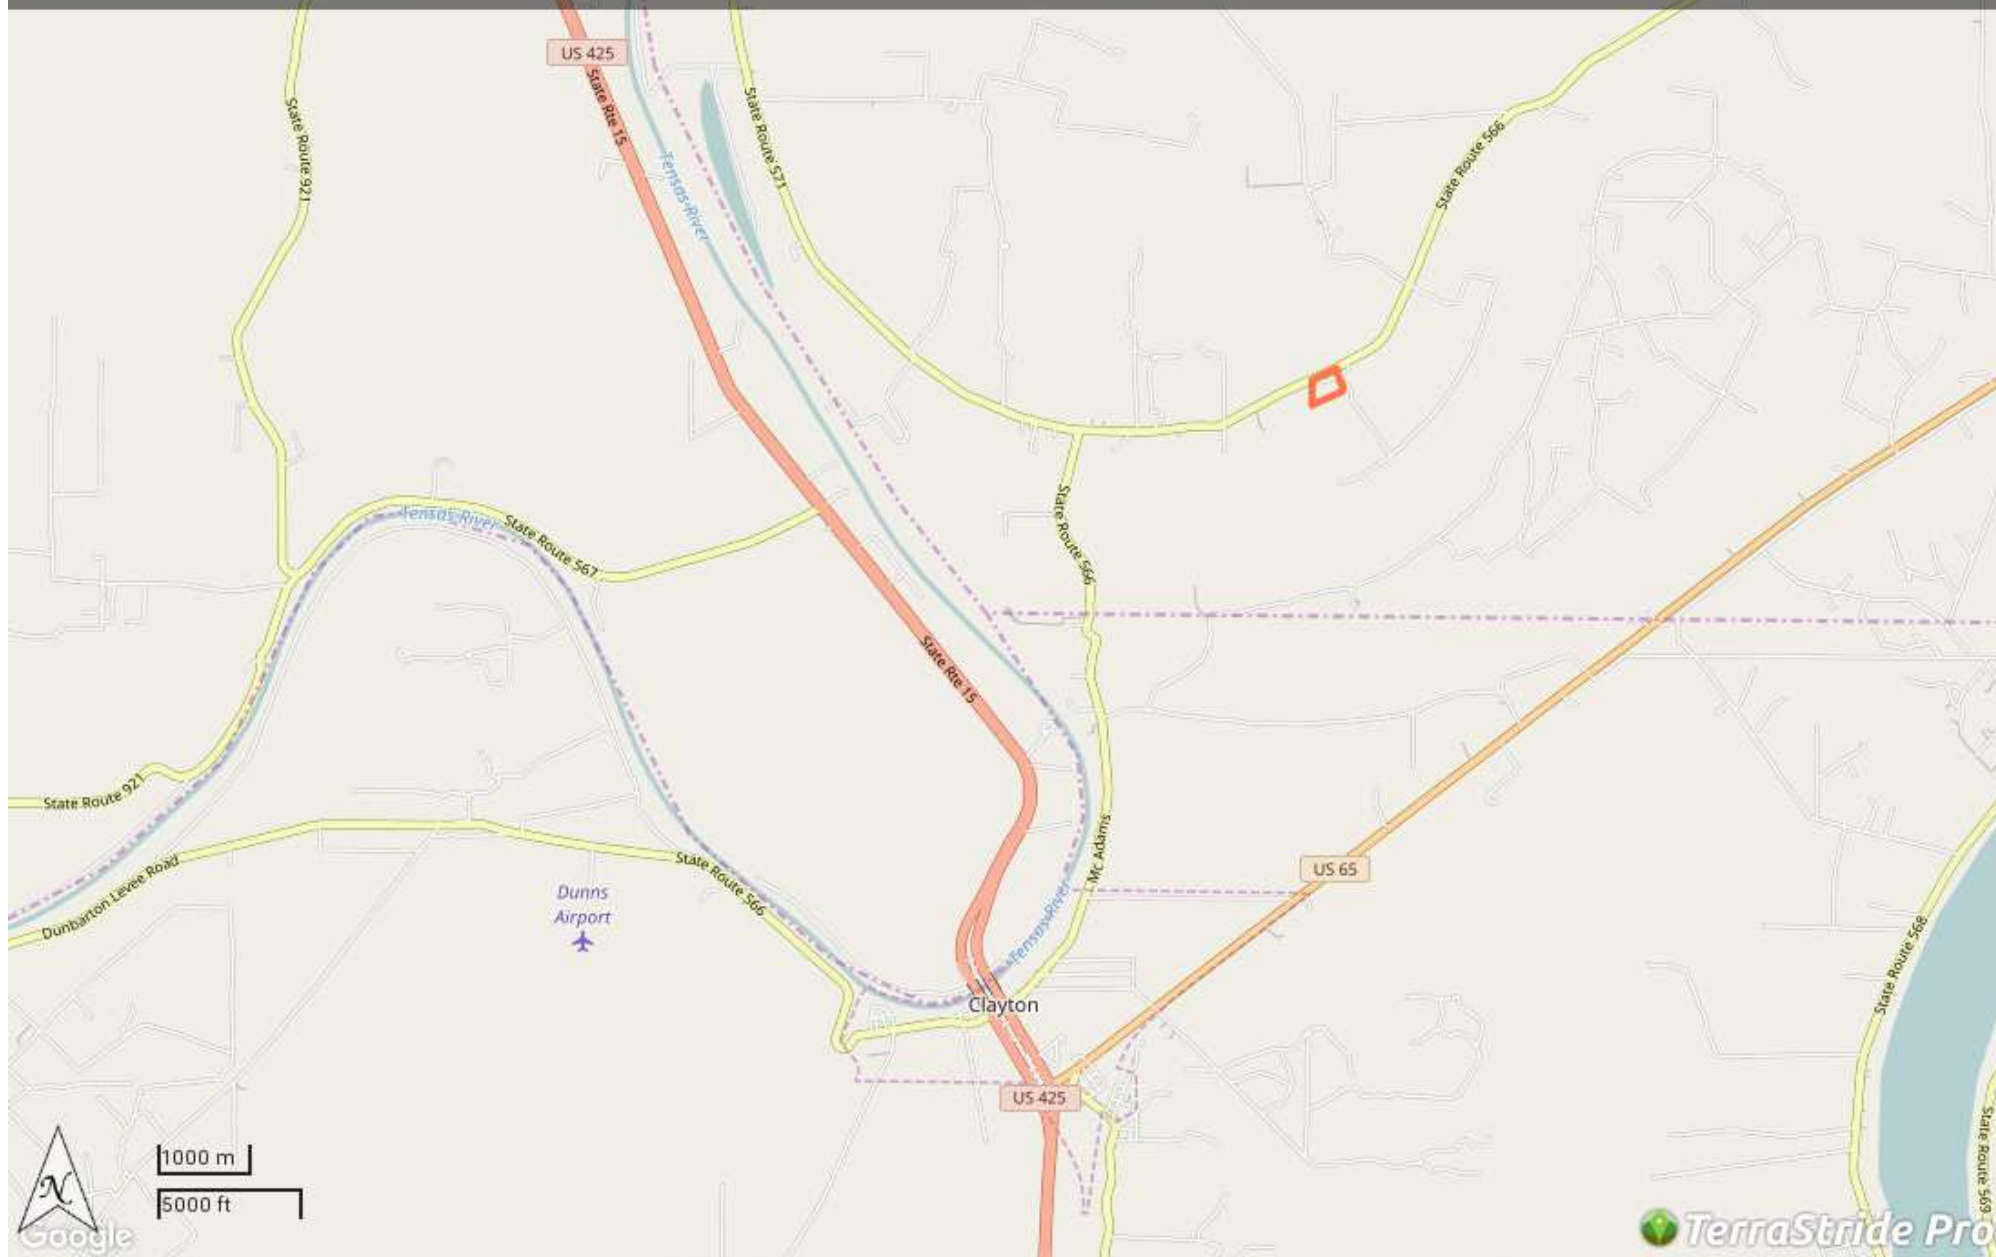 US 425
State Rte 15
State Route 921
Tensas River
State Route 571
State Route 566
State Route 566
Tensas River
State Route 567
State Rte 15
State Route 921
Dunbarton Levee Road
State Route 566
Mc Adams
US 65
Dunns
Airport
Tensas River
State Route 568
Clayton
US 425
State Route 569
N
1000 m
5000 ft
Google
TerraStride Pro